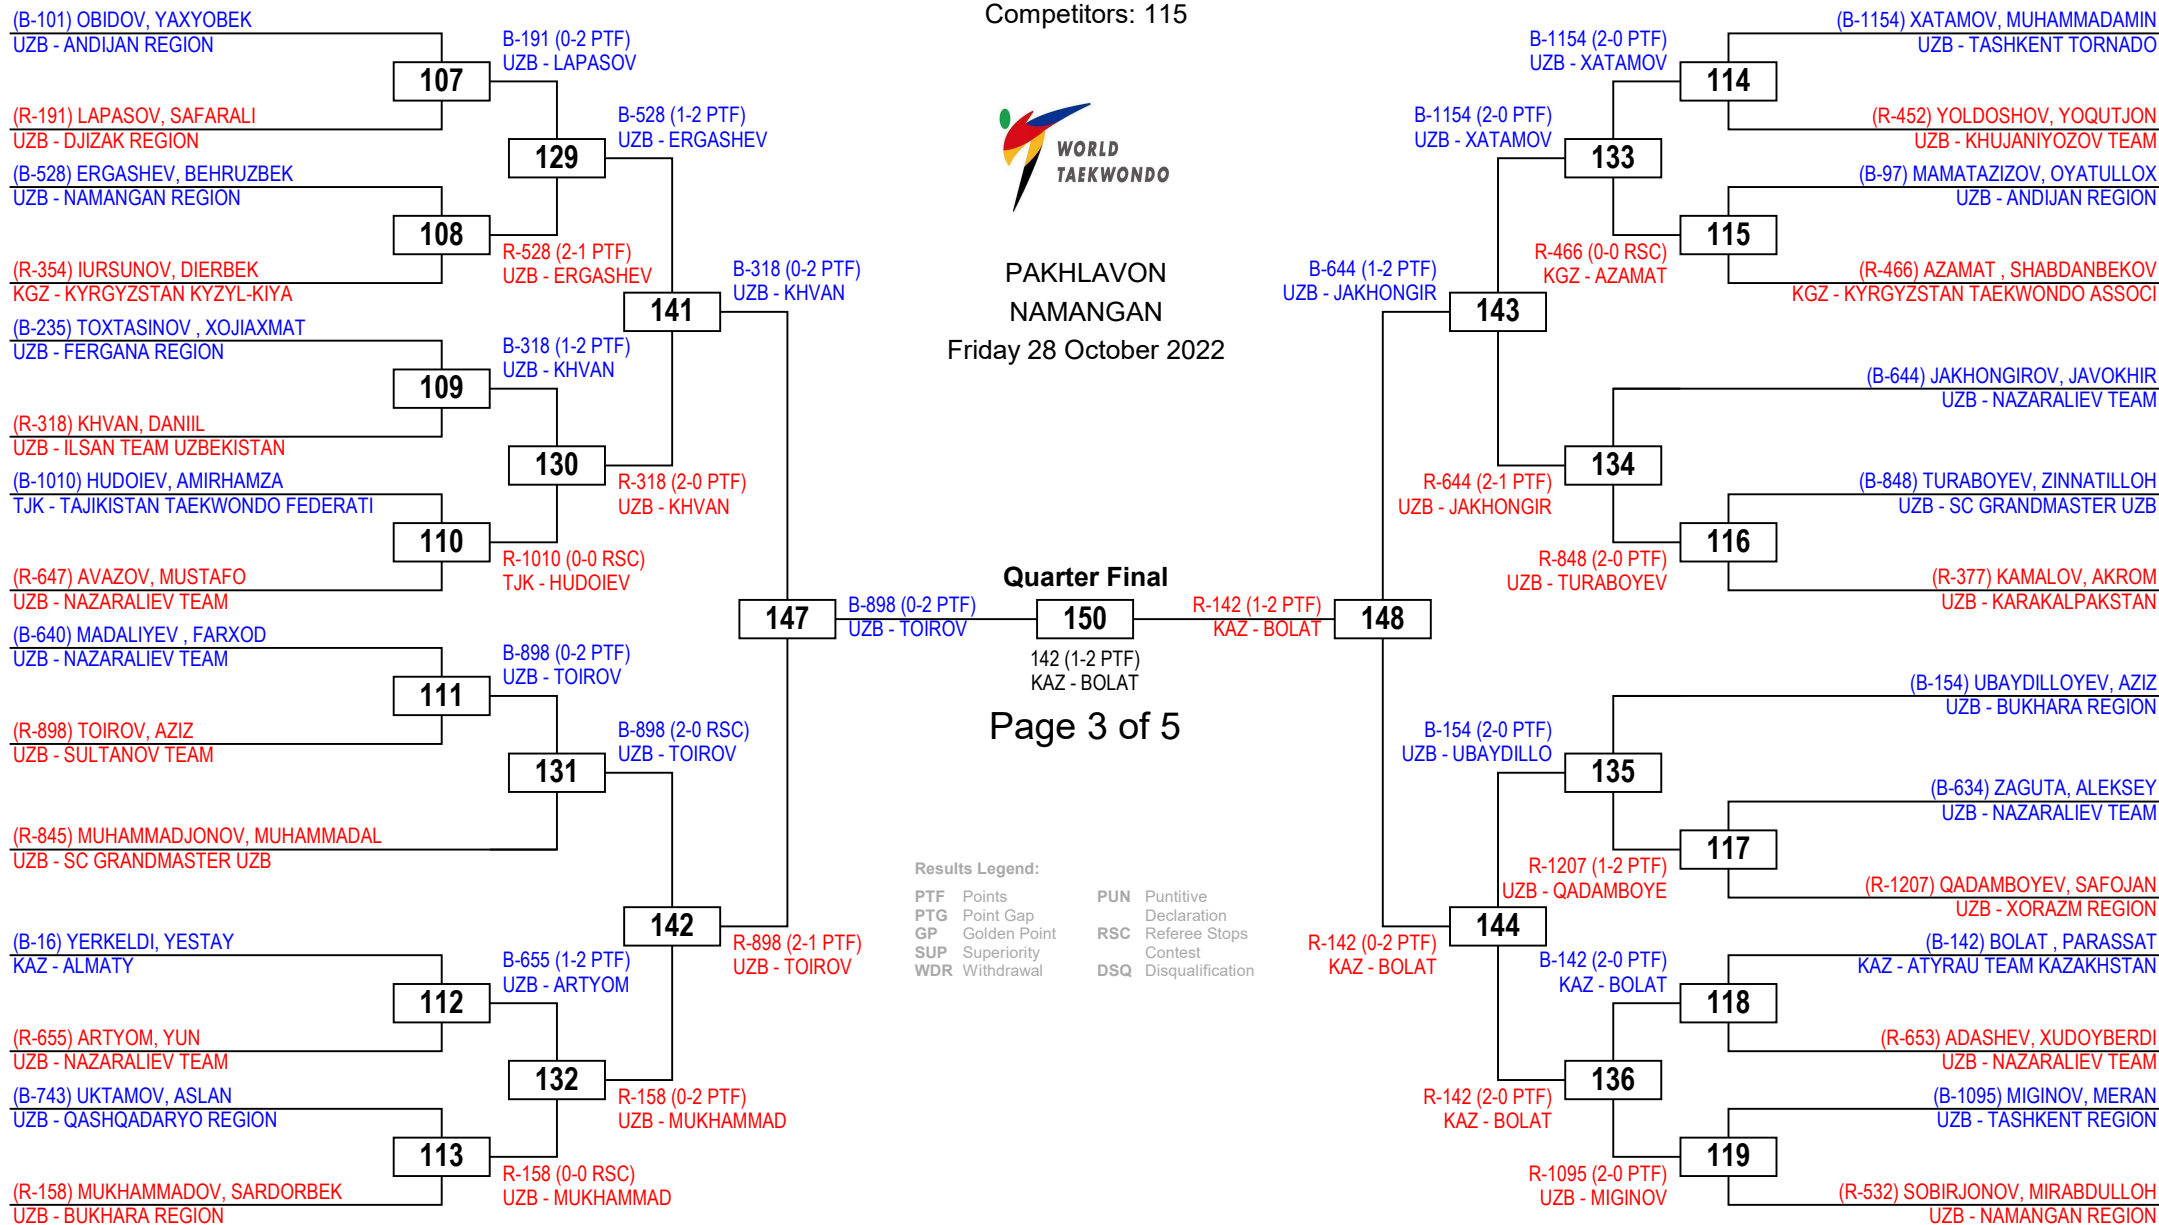 Competitors: 115
(B-101) OBIDOV, YAXYOBEK
UZB - ANDIJAN REGION
107
(R-191) LAPASOV, SAFARALI
UZB - DJIZAK REGION
(B-528) ERGASHEV, BEHRUZBEK
UZB - NAMANGAN REGION
108
(R-354) IURSUNOV, DIERBEK
KGZ - KYRGYZSTAN KYZYL-KIYA
(B-235) TOXTASINOV , XOJIAXMAT
UZB - FERGANA REGION
109
(R-318) KHVAN, DANIIL
UZB - ILSAN TEAM UZBEKISTAN
(B-1010) HUDOIEV, AMIRHAMZA
TJK - TAJIKISTAN TAEKWONDO FEDERATI
110
(R-647) AVAZOV, MUSTAFO
UZB - NAZARALIEV TEAM
(B-640) MADALIYEV , FARXOD
UZB - NAZARALIEV TEAM
111
(R-898) TOIROV, AZIZ
UZB - SULTANOV TEAM
(R-845) MUHAMMADJONOV, MUHAMMADAL
UZB - SC GRANDMASTER UZB
(B-16) YERKELDI, YESTAY
KAZ - ALMATY
112
(R-655) ARTYOM, YUN
UZB - NAZARALIEV TEAM
(B-743) UKTAMOV, ASLAN
UZB - QASHQADARYO REGION
113
(R-158) MUKHAMMADOV, SARDORBEK
UZB - BUKHARA REGION
B-191 (0-2 PTF)
UZB - LAPASOV
129
R-528 (2-1 PTF)
UZB - ERGASHEV
B-318 (1-2 PTF)
UZB - KHVAN
130
R-1010 (0-0 RSC)
TJK - HUDOIEV
B-898 (0-2 PTF)
UZB - TOIROV
131
B-655 (1-2 PTF)
UZB - ARTYOM
132
R-158 (0-0 RSC)
UZB - MUKHAMMAD
B-528 (1-2 PTF)
UZB - ERGASHEV
141
R-318 (2-0 PTF)
UZB - KHVAN
B-898 (2-0 RSC)
UZB - TOIROV
142
R-158 (0-2 PTF)
UZB - MUKHAMMAD
B-318 (0-2 PTF)
UZB - KHVAN
147
R-898 (2-1 PTF)
UZB - TOIROV
B-898 (0-2 PTF)
UZB - TOIROV
WORLD
TAEKWONDO
PAKHLAVON
NAMANGAN
Friday 28 October 2022
Quarter Final
150
142 (1-2 PTF)
KAZ - BOLAT
Page 3 of 5
Results Legend:
PTF Points
PTG Point Gap
GP Golden Point
SUP Superiority
WDR Withdrawal
PUN Puntitive
Declaration
RSC Referee Stops
Contest
DSQ Disqualification
R-142 (1-2 PTF)
KAZ - BOLAT
148
B-644 (1-2 PTF)
UZB - JAKHONGIR
143
R-142 (0-2 PTF)
KAZ - BOLAT
144
B-1154 (2-0 PTF)
UZB - XATAMOV
133
R-644 (2-1 PTF)
UZB - JAKHONGIR
134
B-154 (2-0 PTF)
UZB - UBAYDILLO
135
R-142 (2-0 PTF)
KAZ - BOLAT
136
B-1154 (2-0 PTF)
UZB - XATAMOV
114
R-466 (0-0 RSC)
KGZ - AZAMAT
115
R-848 (2-0 PTF)
UZB - TURABOYEV
116
R-1207 (1-2 PTF)
UZB - QADAMBOYE
117
B-142 (2-0 PTF)
KAZ - BOLAT
118
R-1095 (2-0 PTF)
UZB - MIGINOV
119
(B-1154) XATAMOV, MUHAMMADAMIN
UZB - TASHKENT TORNADO
(R-452) YOLDOSHOV, YOQUTJON
UZB - KHUJANIYOZOV TEAM
(B-97) MAMATAZIZOV, OYATULLOX
UZB - ANDIJAN REGION
(R-466) AZAMAT , SHABDANBEKOV
KGZ - KYRGYZSTAN TAEKWONDO ASSOCI
(B-644) JAKHONGIROV, JAVOKHIR
UZB - NAZARALIEV TEAM
(B-848) TURABOYEV, ZINNATILLOH
UZB - SC GRANDMASTER UZB
(R-377) KAMALOV, AKROM
UZB - KARAKALPAKSTAN
(B-154) UBAYDILLOYEV, AZIZ
UZB - BUKHARA REGION
(B-634) ZAGUTA, ALEKSEY
UZB - NAZARALIEV TEAM
(R-1207) QADAMBOYEV, SAFOJAN
UZB - XORAZM REGION
(B-142) BOLAT , PARASSAT
KAZ - ATYRAU TEAM KAZAKHSTAN
(R-653) ADASHEV, XUDOYBERDI
UZB - NAZARALIEV TEAM
(B-1095) MIGINOV, MERAN
UZB - TASHKENT REGION
(R-532) SOBIRJONOV, MIRABDULLOH
UZB - NAMANGAN REGION